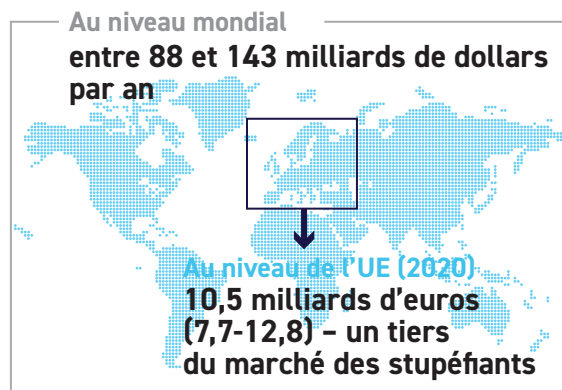 Au niveau mondial
entre 88 et 143 milliards de dollars
par an
Au niveau de l’UE (2020)
10,5 milliards d’euros
(7,7-12,8) – un tiers
du marché des stupéfiants